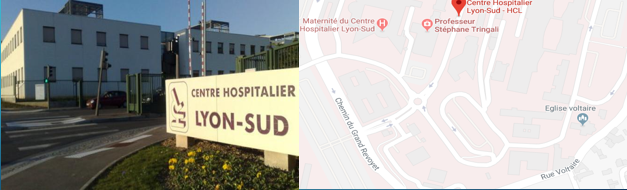 CENTRE HOSPITALIER
LYON-SUD
Centre Hospitalier
Lyon-Sud - HCL
Maternité du Centre
Hospitalier Lyon-Sud
H
Professeur
Stéphane Tringali
Eglise voltaire
Chemin du Grand Revoyet
Rue Voltaire